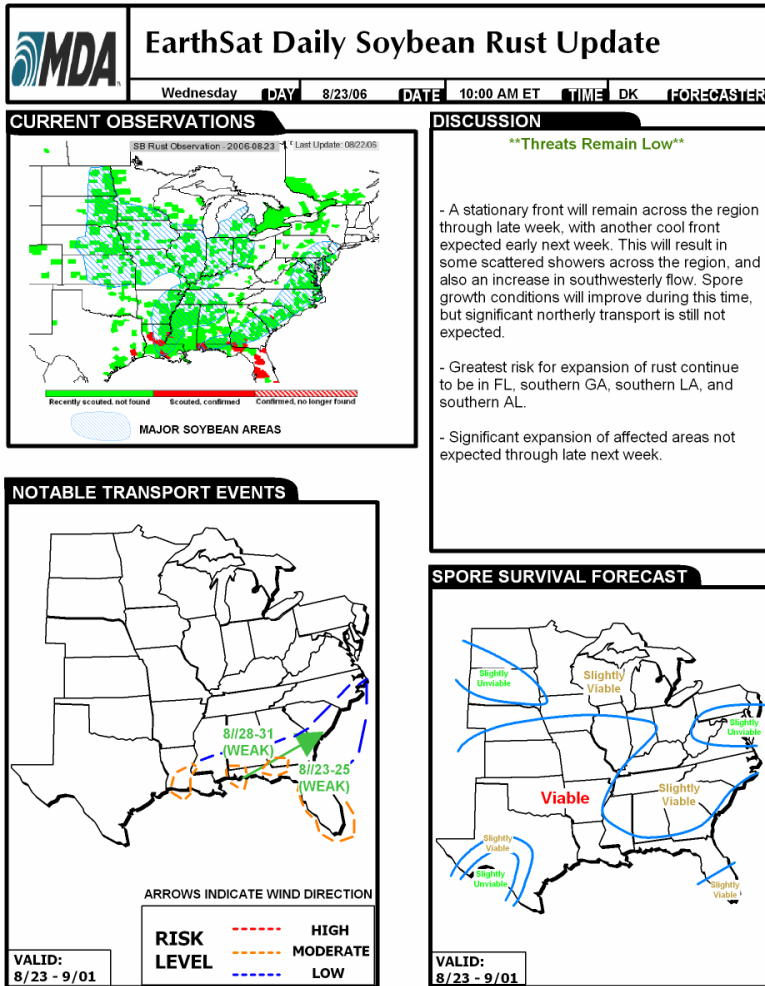 MDA
EarthSat Daily Soybean Rust Update
Wednesday DAY 8/23/06 DATE 10:00 AM ET TIME DK FORECASTER
CURRENT OBSERVATIONS
SB Rust Observation - 2006-08-23
Last Update: 08/22/06
Recently scouted, not found
Scouted, confirmed
Confirmed, no longer found
MAJOR SOYBEAN AREAS
DISCUSSION
**Threats Remain Low**
- A stationary front will remain across the region
through late week, with another cool front
expected early next week. This will result in
some scattered showers across the region, and
also an increase in southwesterly flow. Spore
growth conditions will improve during this time,
but significant northerly transport is still not
expected.
- Greatest risk for expansion of rust continue
to be in FL, southern GA, southern LA, and
southern AL.
- Significant expansion of affected areas not
expected through late next week.
NOTABLE TRANSPORT EVENTS
8//28-31
(WEAK)
8//23-25
(WEAK)
ARROWS INDICATE WIND DIRECTION
RISK
LEVEL
HIGH
MODERATE
LOW
VALID:
8/23 - 9/01
SPORE SURVIVAL FORECAST
Slightly
Unviable
Slightly
Viable
Slightly
Unviable
Viable
Slightly
Viable
Slightly
Viable
Slightly
Unviable
Slightly
Viable
VALID:
8/23 - 9/01